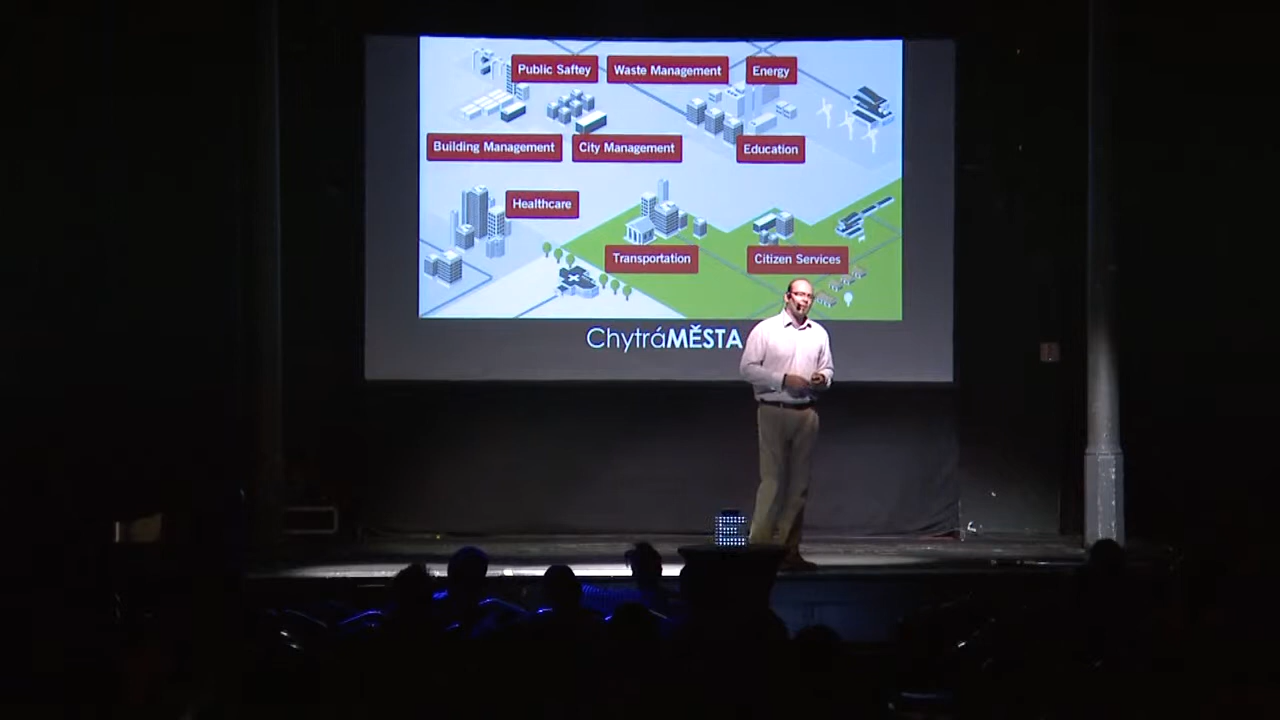 Public Saftey
Waste Management
Energy
Building Management
City Management
Education
Healthcare
Transportation
Citizen Services
ChytráMĚSTA